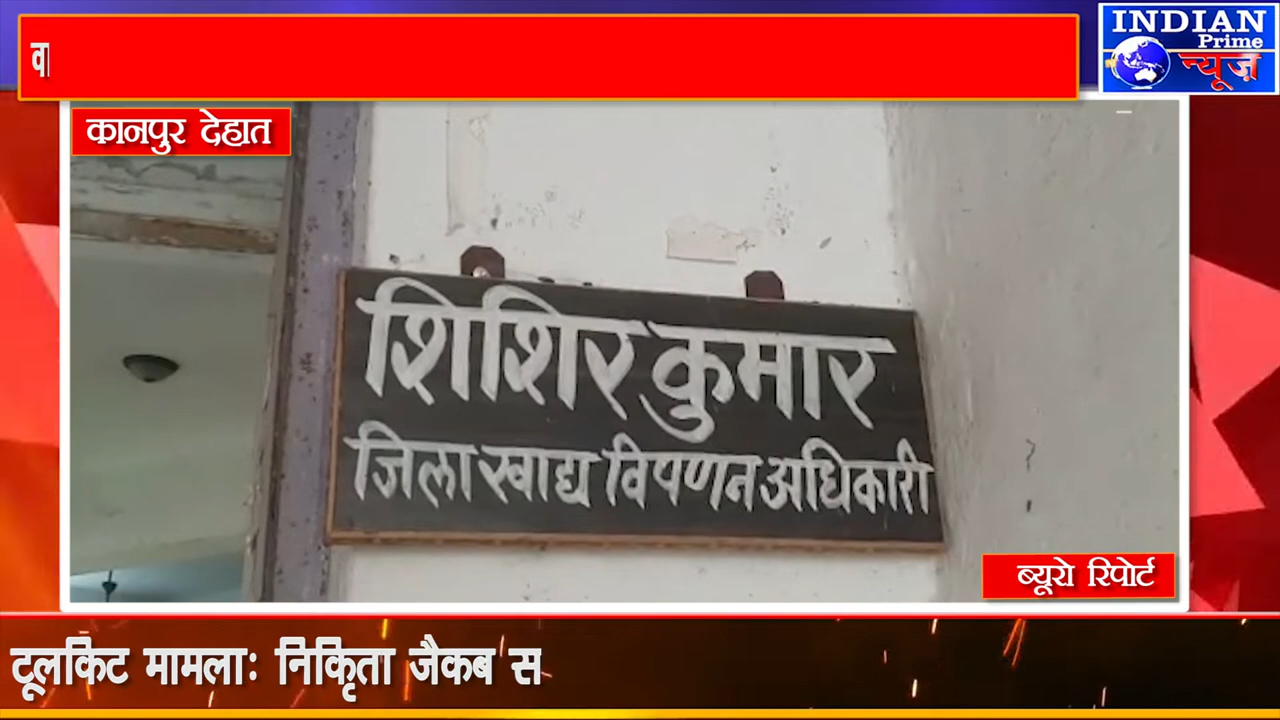 वा
INDIAN
Prime
न्यूज़
कानपुर देहात
शिशिर कुमार
जिला खाद्य विपणन अधिकारी
ब्यूरो रिपोर्ट
टूलकिट मामलाः निकिृता जैकब स